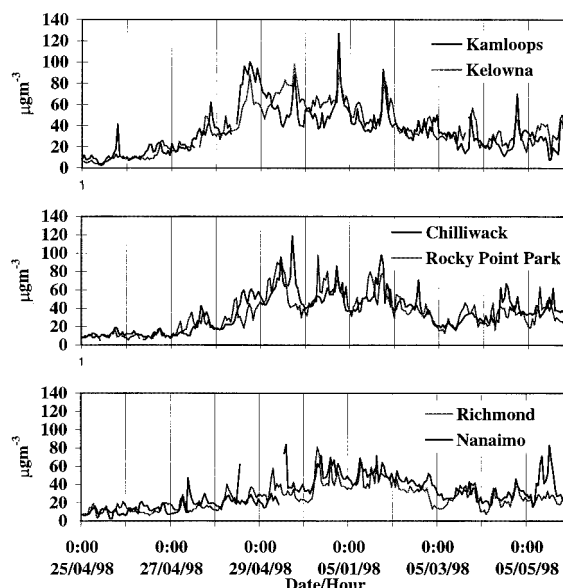 140
120
100
80
60
40
20
0
µgm-3
Kamloops
Kelowna
1
140
120
100
80
60
40
20
0
µgm-3
Chilliwack
Rocky Point Park
1
140
120
100
80
60
40
20
0
µgm-3
Richmond
Nanaimo
0:00 0:00 0:00 0:00 0:00 0:00
25/04/98 27/04/98 29/04/98 05/01/98 05/03/98 05/05/98
Date/Hour